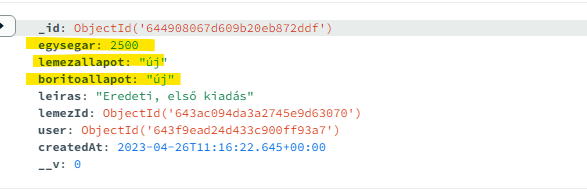 _id: ObjectId('644908067d609b20eb872ddf')
egysegar: 2500
lemezallapot: "új"
boritoallapot: "új"
leiras: "Eredeti, első kiadás"
lemezId: ObjectId('643ac094da3a2745e9d63070')
user: ObjectId('643f9ead24d433c900ff93a7')
createdAt: 2023-04-26T11:16:22.645+00:00
__v: 0